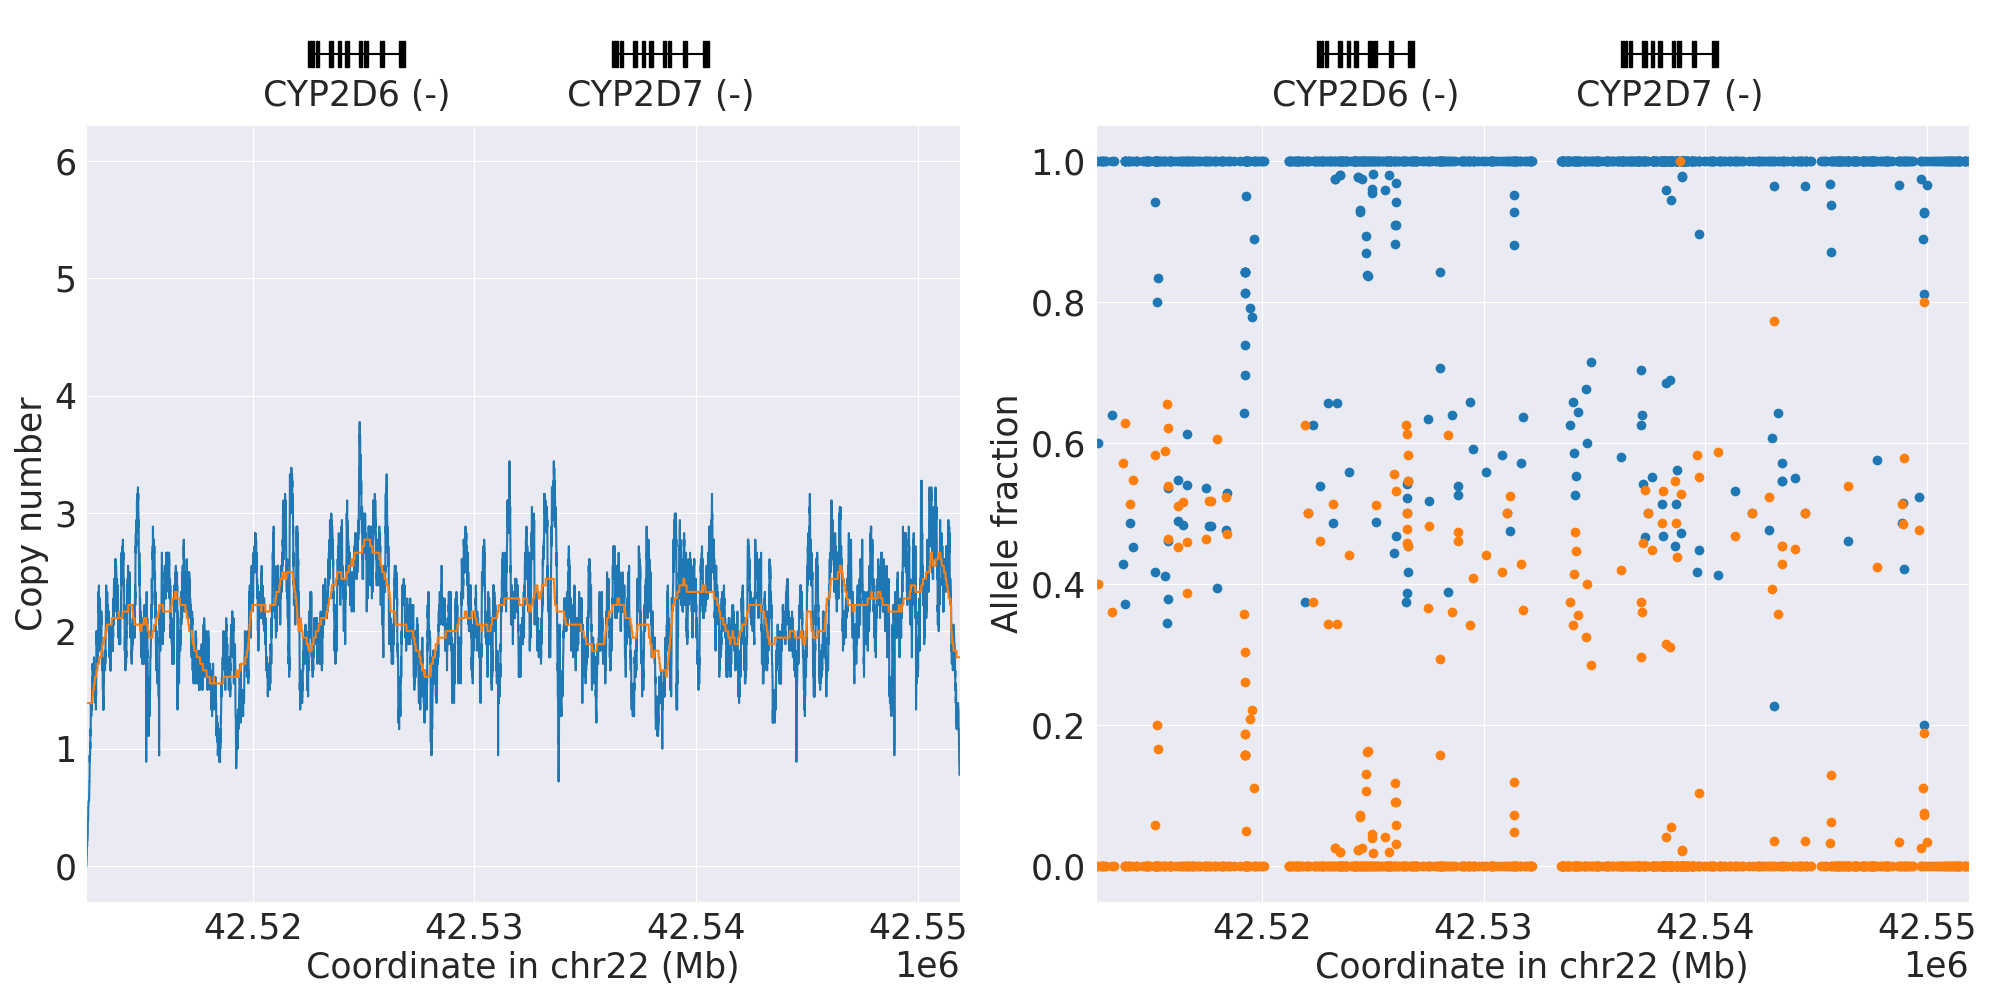 CYP2D6 (-) CYP2D7 (-)
6
5
4
3
2
1
0
Copy number
42.52 42.53 42.54 42.55
Coordinate in chr22 (Mb)
1e6
CYP2D6 (-) CYP2D7 (-)
1.0
0.8
0.6
0.4
0.2
0.0
Allele fraction
42.52 42.53 42.54 42.55
Coordinate in chr22 (Mb)
1e6